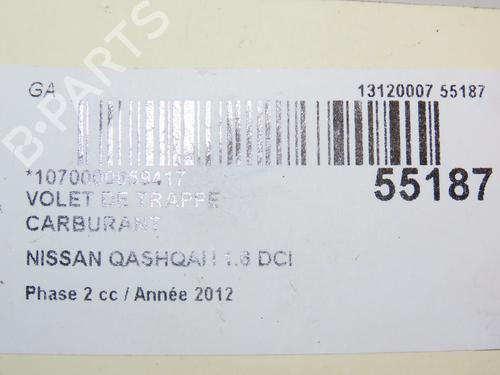 GA 13120007 55187
55187
VOLET DE TRAPPE
CARBURANT
NISSAN QASHQAI I 1.6 DCI
Phase 2 cc / Année 2012
B-PARTS